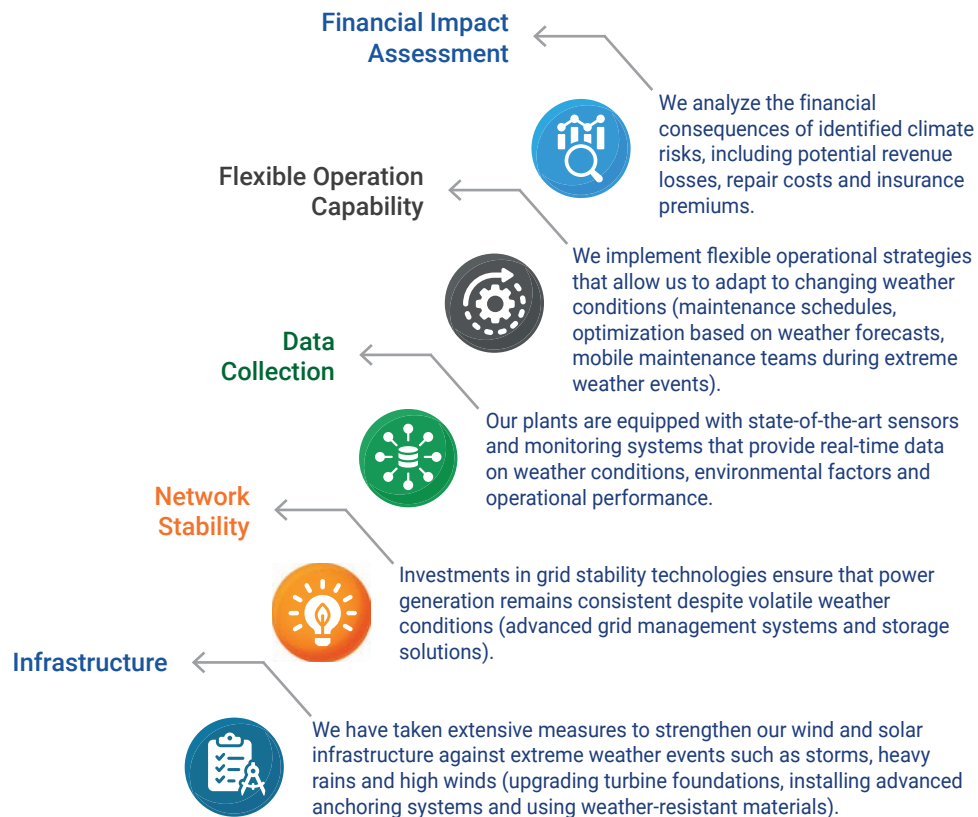 Financial Impact
Assessment
We analyze the financial
consequences of identified climate
risks, including potential revenue
losses, repair costs and insurance
premiums.
Flexible Operation
Capability
We implement flexible operational strategies
that allow us to adapt to changing weather
conditions (maintenance schedules,
optimization based on weather forecasts,
mobile maintenance teams during extreme
weather events).
Data
Collection
Our plants are equipped with state-of-the-art sensors
and monitoring systems that provide real-time data
on weather conditions, environmental factors and
operational performance.
Network
Stability
Investments in grid stability technologies ensure that power
generation remains consistent despite volatile weather
conditions (advanced grid management systems and storage
solutions).
Infrastructure
We have taken extensive measures to strengthen our wind and solar
infrastructure against extreme weather events such as storms, heavy
rains and high winds (upgrading turbine foundations, installing advanced
anchoring systems and using weather-resistant materials).